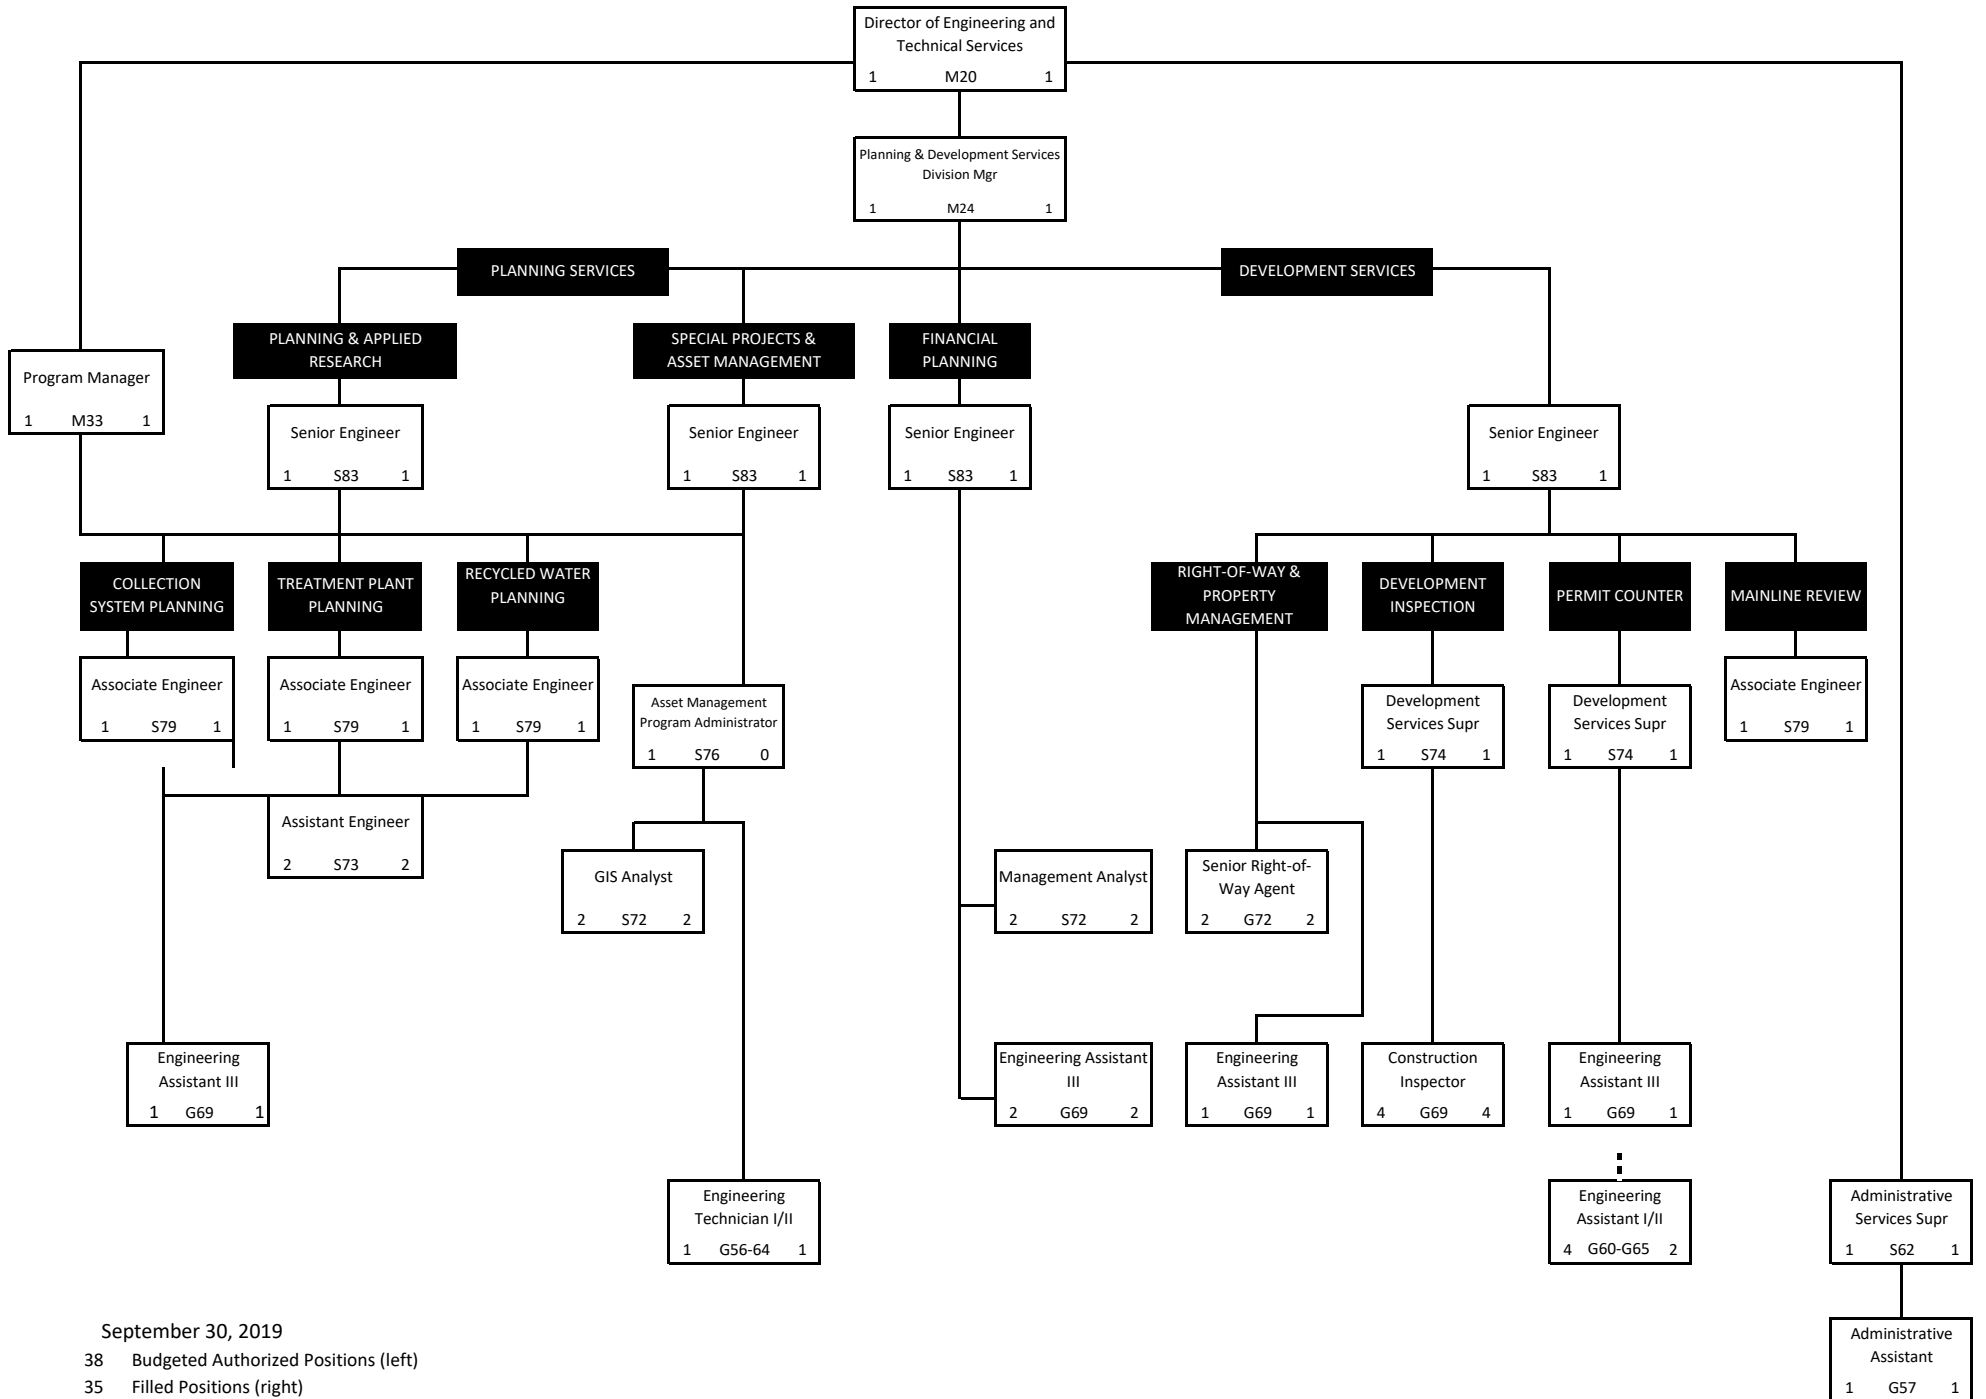 Director of Engineering and
Technical Services
1 M20 1
Planning & Development Services
Division Mgr
1 M24 1
PLANNING SERVICES
DEVELOPMENT SERVICES
PLANNING & APPLIED
RESEARCH
SPECIAL PROJECTS &
ASSET MANAGEMENT
FINANCIAL
PLANNING
Program Manager
1 M33 1
Senior Engineer
1 S83 1
Senior Engineer
1 S83 1
Senior Engineer
1 S83 1
Senior Engineer
1 S83 1
COLLECTION
SYSTEM PLANNING
TREATMENT PLANT
PLANNING
RECYCLED WATER
PLANNING
RIGHT-OF-WAY &
PROPERTY
MANAGEMENT
DEVELOPMENT
INSPECTION
PERMIT COUNTER
MAINLINE REVIEW
Associate Engineer
1 S79 1
Associate Engineer
1 S79 1
Associate Engineer
1 S79 1
Asset Management
Program Administrator
1 S76 0
Development
Services Supr
1 S74 1
Development
Services Supr
1 S74 1
Associate Engineer
1 S79 1
Assistant Engineer
2 S73 2
GIS Analyst
2 S72 2
Management Analyst
2 S72 2
Senior Right-of-
Way Agent
2 G72 2
Engineering
Assistant III
1 G69 1
Engineering Assistant
III
2 G69 2
Engineering
Assistant III
1 G69 1
Construction
Inspector
4 G69 4
Engineering
Assistant III
1 G69 1
Engineering
Technician I/II
1 G56-64 1
Engineering
Assistant I/II
4 G60-G65 2
Administrative
Services Supr
1 S62 1
Administrative
Assistant
1 G57 1
September 30, 2019
38 Budgeted Authorized Positions (left)
35 Filled Positions (right)